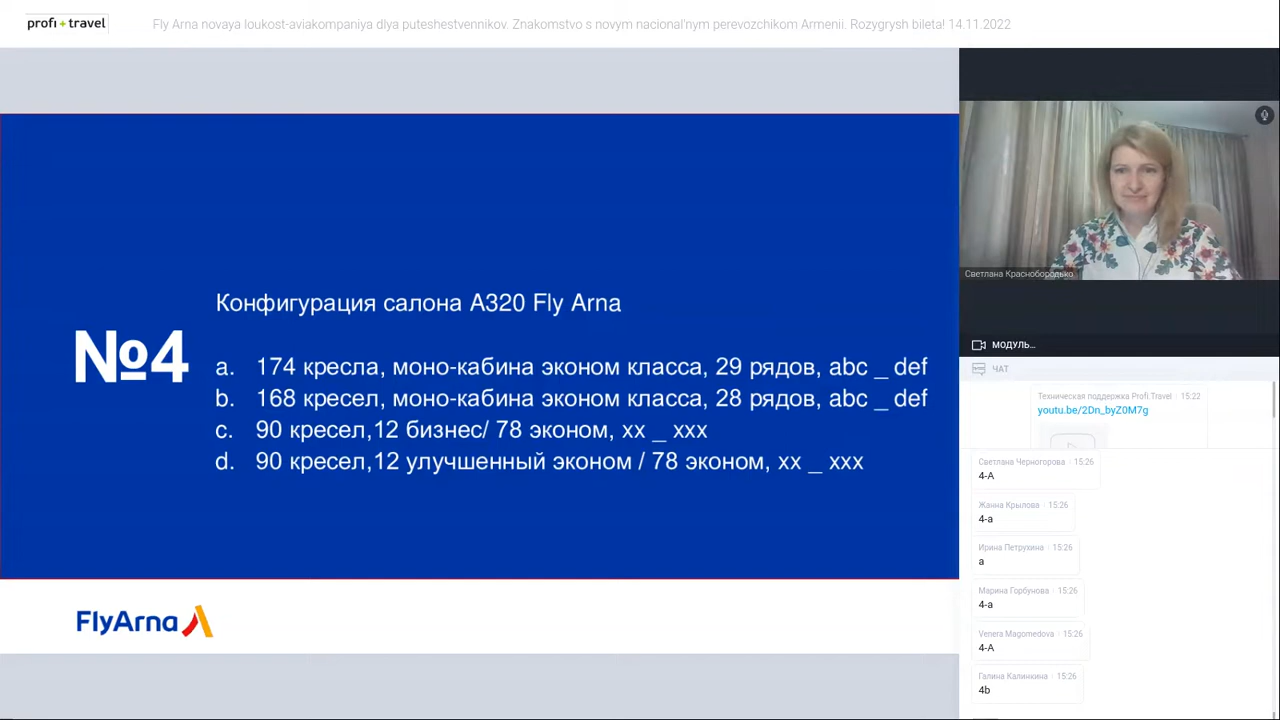 profi + travel
Fly Arna novaya loukost-aviakompaniya dlya puteshestvennikov. Znakomstvo s novym nacional'nym perevozchikom Armenii. Rozygrysh bileta! 14.11.2022
№4
Конфигурация салона A320 Fly Arna
a. 174 кресла, моно-кабина эконом класса, 29 рядов, abc _ def
b. 168 кресел, моно-кабина эконом класса, 28 рядов, abc _ def
c. 90 кресел,12 бизнес/ 78 эконом, xx _ xxx
d. 90 кресел,12 улучшенный эконом / 78 эконом, xx _ xxx
FlyArna
Светлана Краснобородько
МОДУЛЬ...
ЧАТ
Техническая поддержка Profi.Travel 15:22
youtu.be/2Dn_byZ0M7g
Светлана Черногорова 15:26
4-А
Жанна Крылова 15:26
4-а
Ирина Петрухина 15:26
а
Марина Горбунова 15:26
4-а
Venera Magomedova 15:26
4-А
Галина Калинкина 15:26
4b